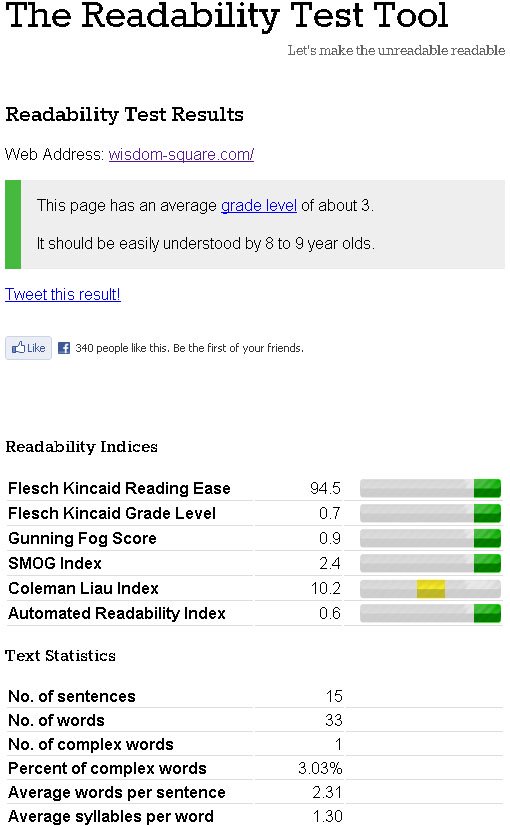 The Readability Test Tool
Let's make the unreadable readable
Readability Test Results
Web Address: wisdom-square.com/
This page has an average grade level of about 3.
It should be easily understood by 8 to 9 year olds.
Tweet this result!
Like 340 people like this. Be the first of your friends.
Readability Indices
Flesch Kincaid Reading Ease 94.5
Flesch Kincaid Grade Level 0.7
Gunning Fog Score 0.9
SMOG Index 2.4
Coleman Liau Index 10.2
Automated Readability Index 0.6
Text Statistics
No. of sentences 15
No. of words 33
No. of complex words 1
Percent of complex words 3.03%
Average words per sentence 2.31
Average syllables per word 1.30